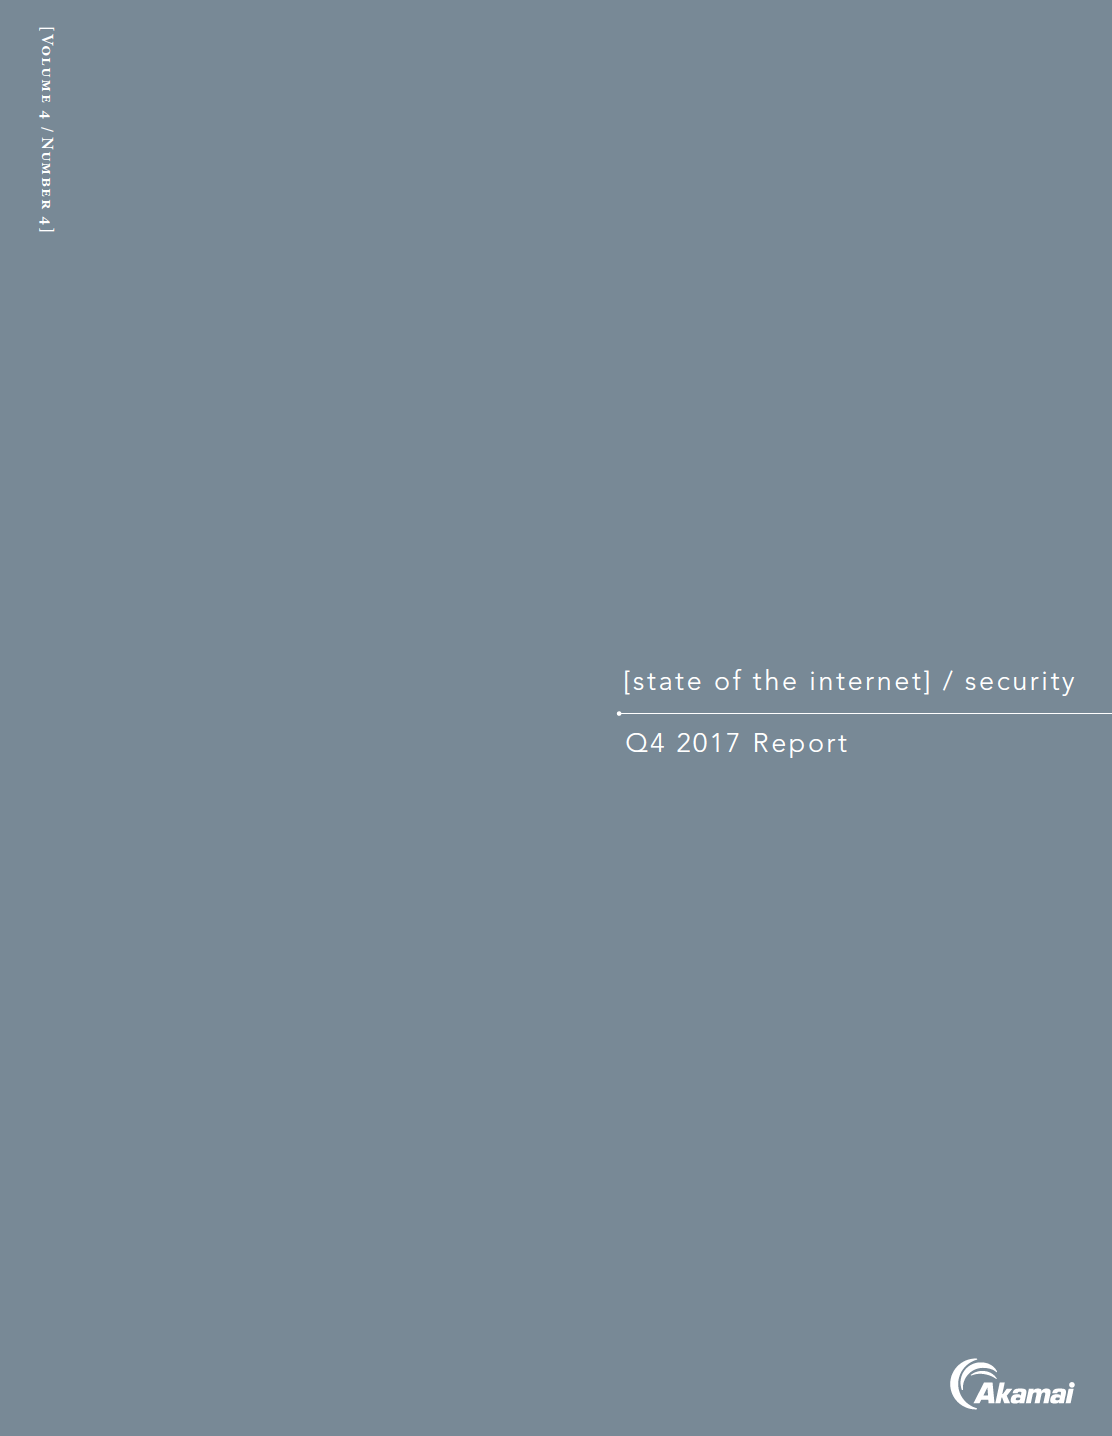 [Volume 4 / Number 4]
[state of the internet] / security
Q4 2017 Report
Akamai